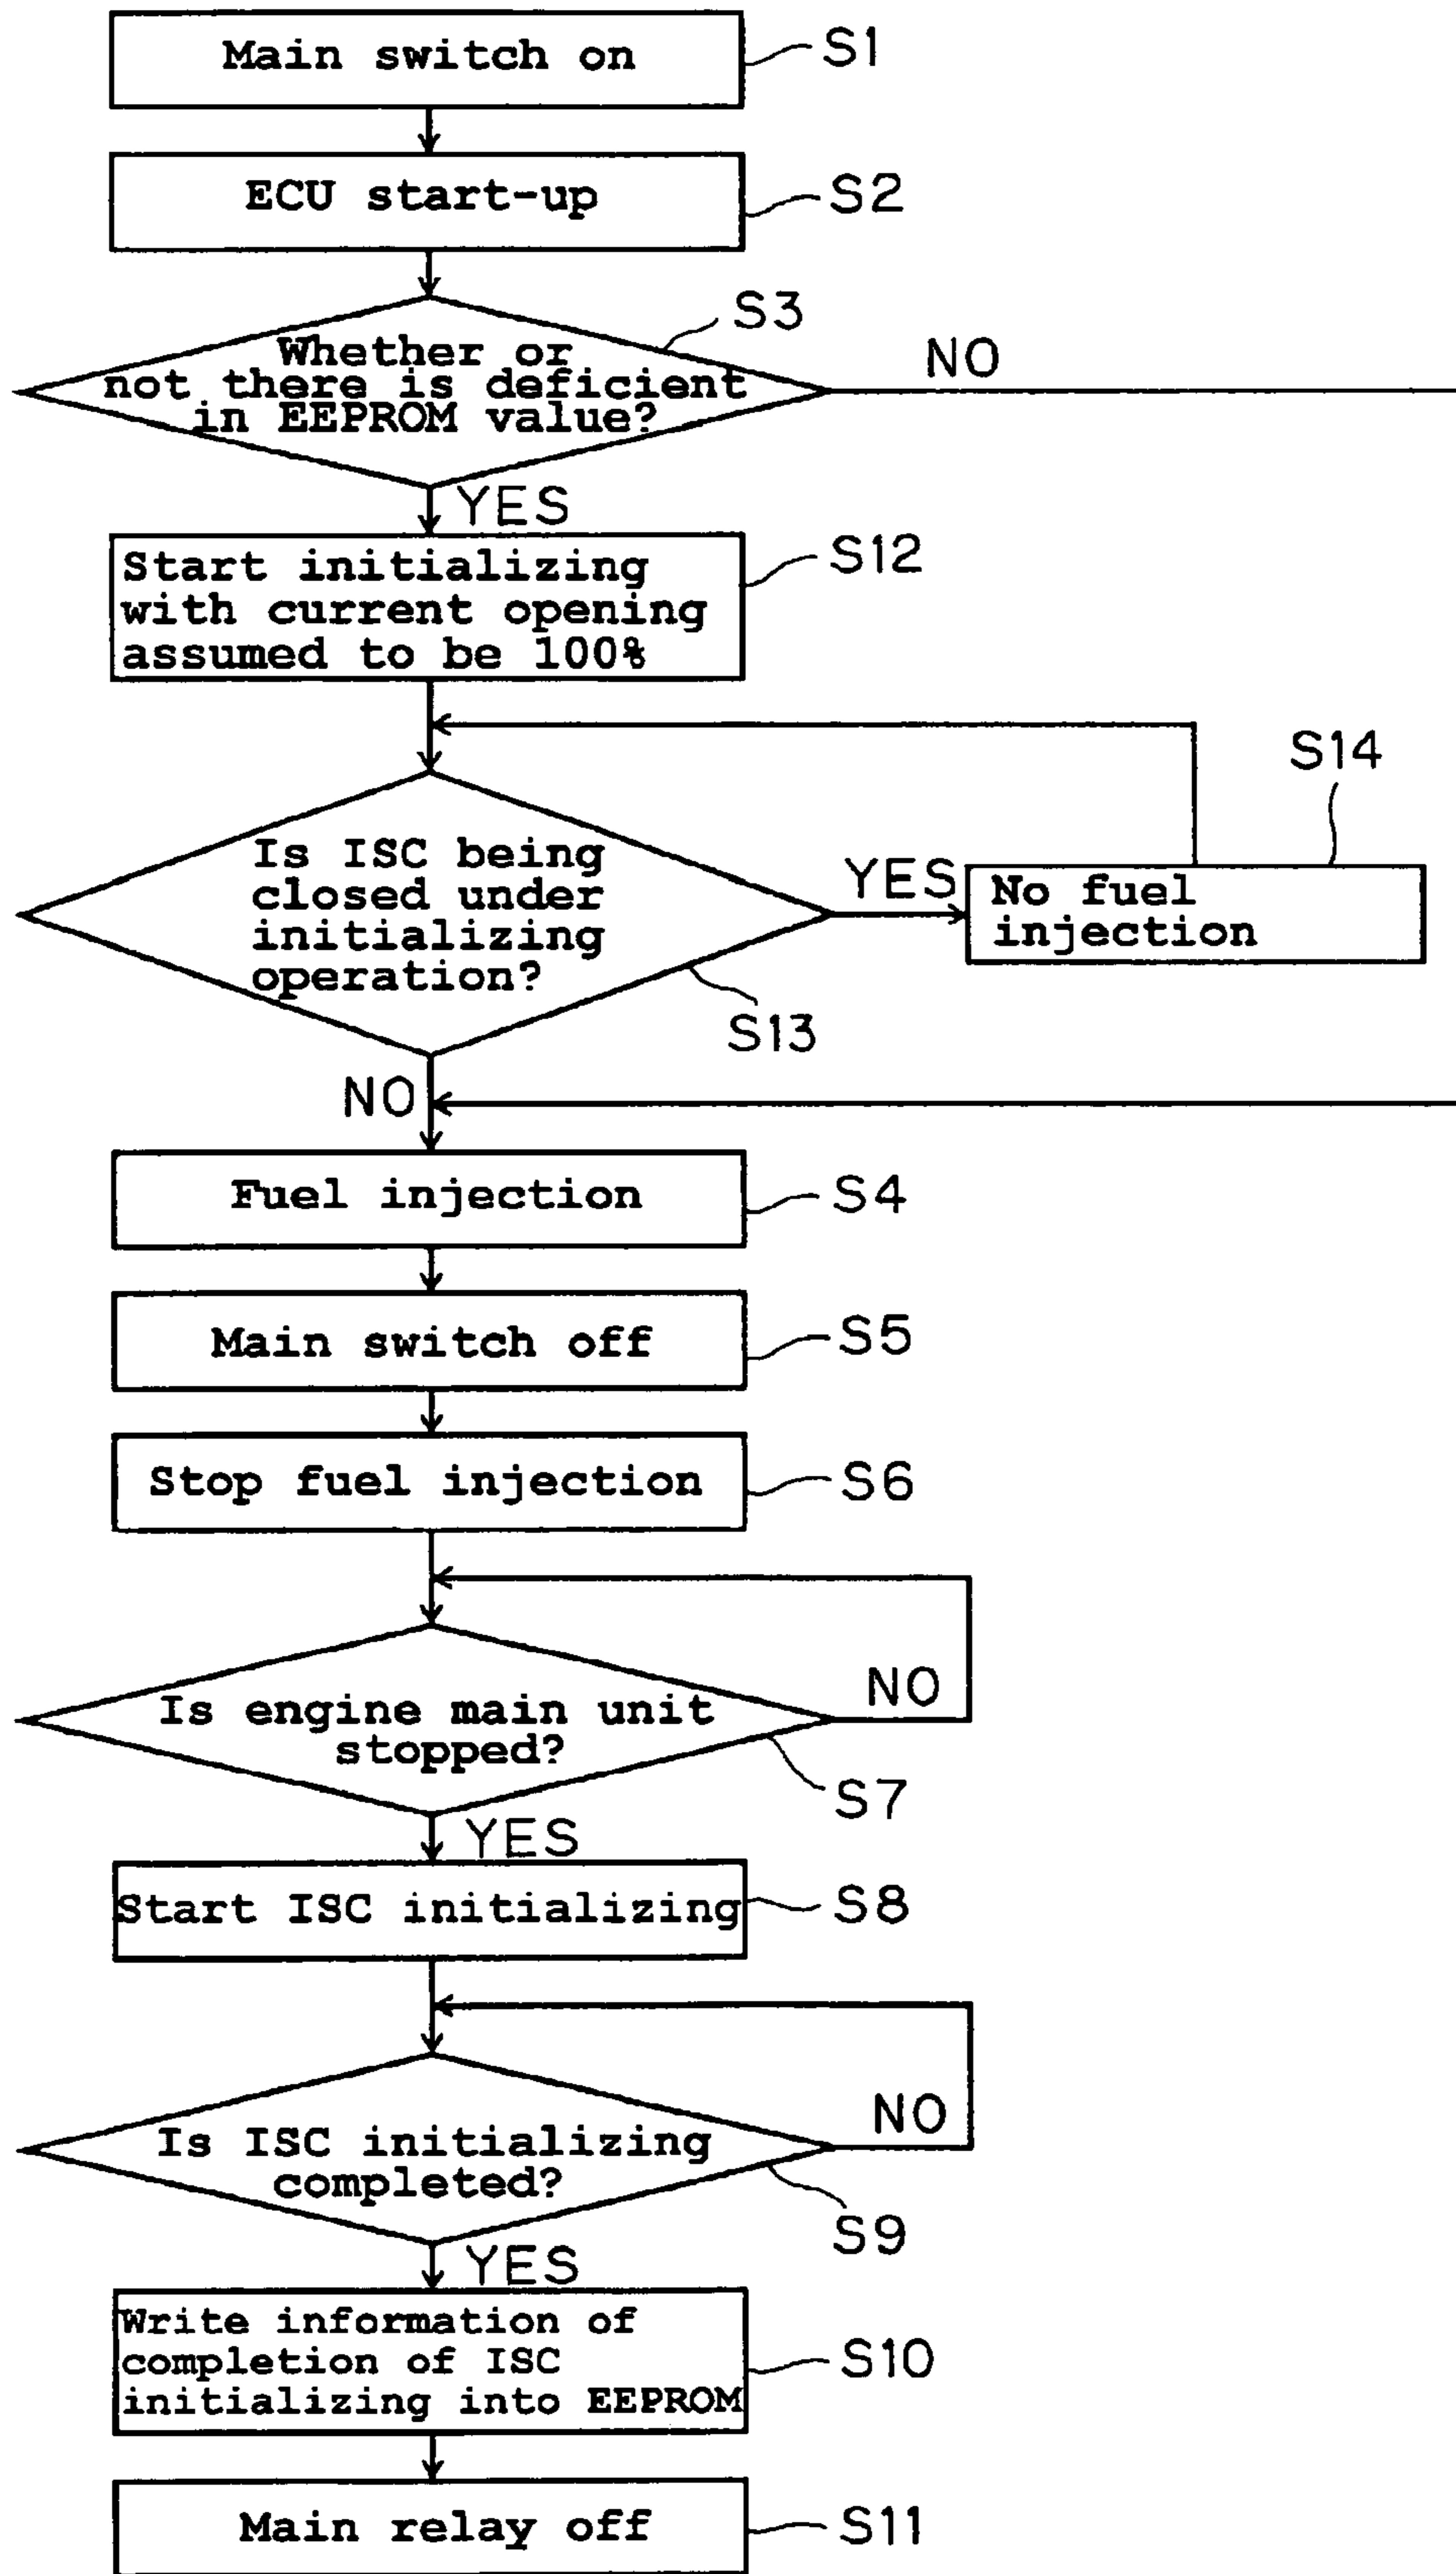 Main switch on
S1
ECU start-up
S2
S3
Whether or
not there is deficient
in EEPROM value?
NO
YES
S12
Start initializing
with current opening
assumed to be 100%
S14
Is ISC being
closed under
initializing
operation?
YES
No fuel
injection
S13
NO
Fuel injection
S4
Main switch off
S5
Stop fuel injection
S6
Is engine main unit
stopped?
NO
S7
YES
Start ISC initializing
S8
Is ISC initializing
completed?
NO
S9
YES
Write information of
completion of ISC
initializing into EEPROM
S10
Main relay off
S11